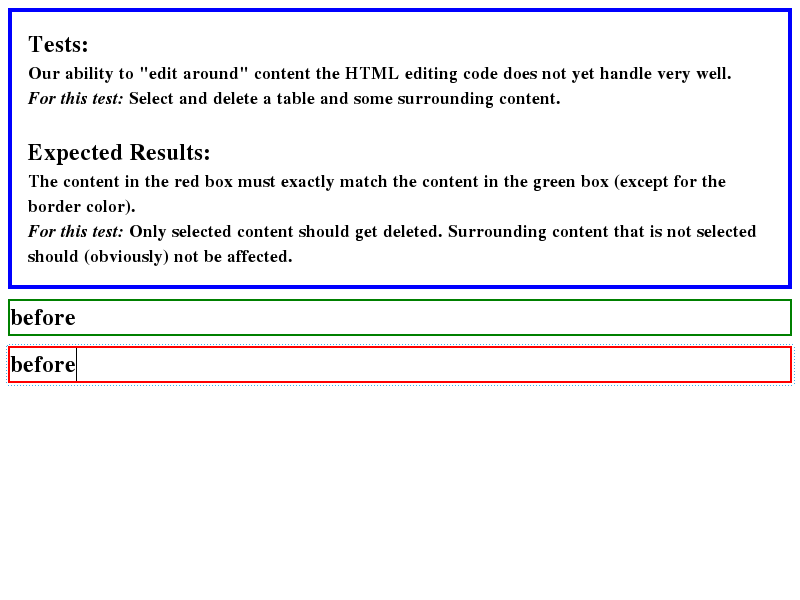 Tests:
Our ability to "edit around" content the HTML editing code does not yet handle very well.
For this test: Select and delete a table and some surrounding content.
Expected Results:
The content in the red box must exactly match the content in the green box (except for the
border color).
For this test: Only selected content should get deleted. Surrounding content that is not selected
should (obviously) not be affected.
before
before